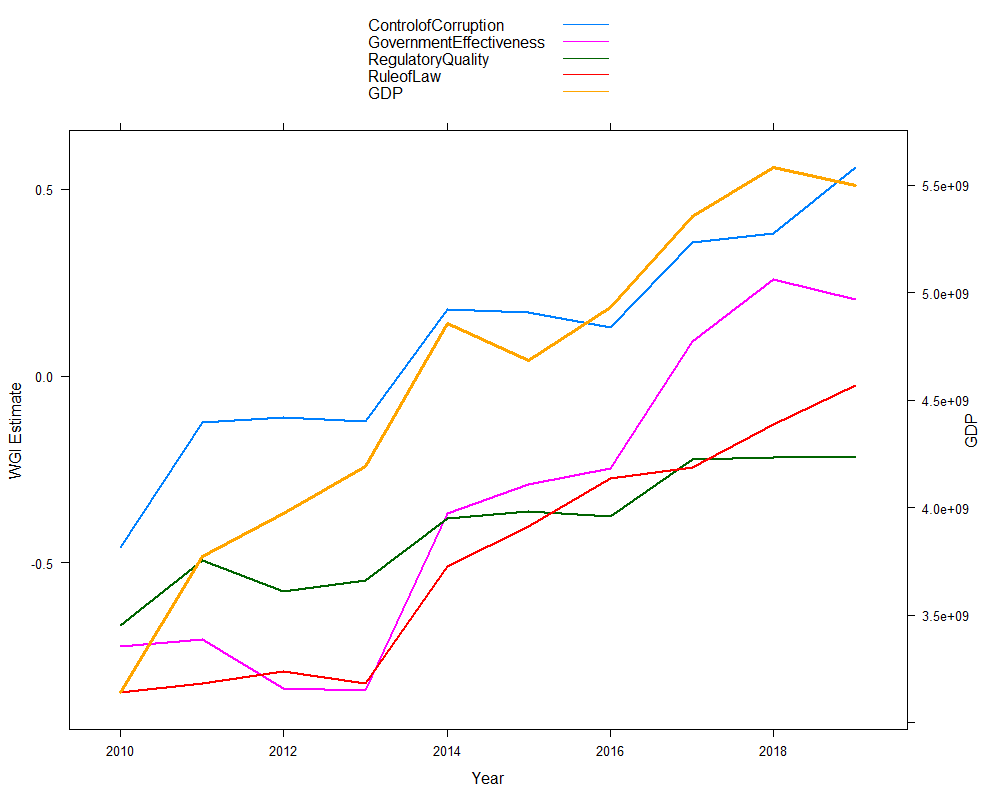 ControlofCorruption
GovernmentEffectiveness
RegulatoryQuality
RuleofLaw
GDP
0.5
0.0
-0.5
WGI Estimate
5.5e+09
5.0e+09
4.5e+09
4.0e+09
3.5e+09
GDP
2010 2012 2014 2016 2018
Year